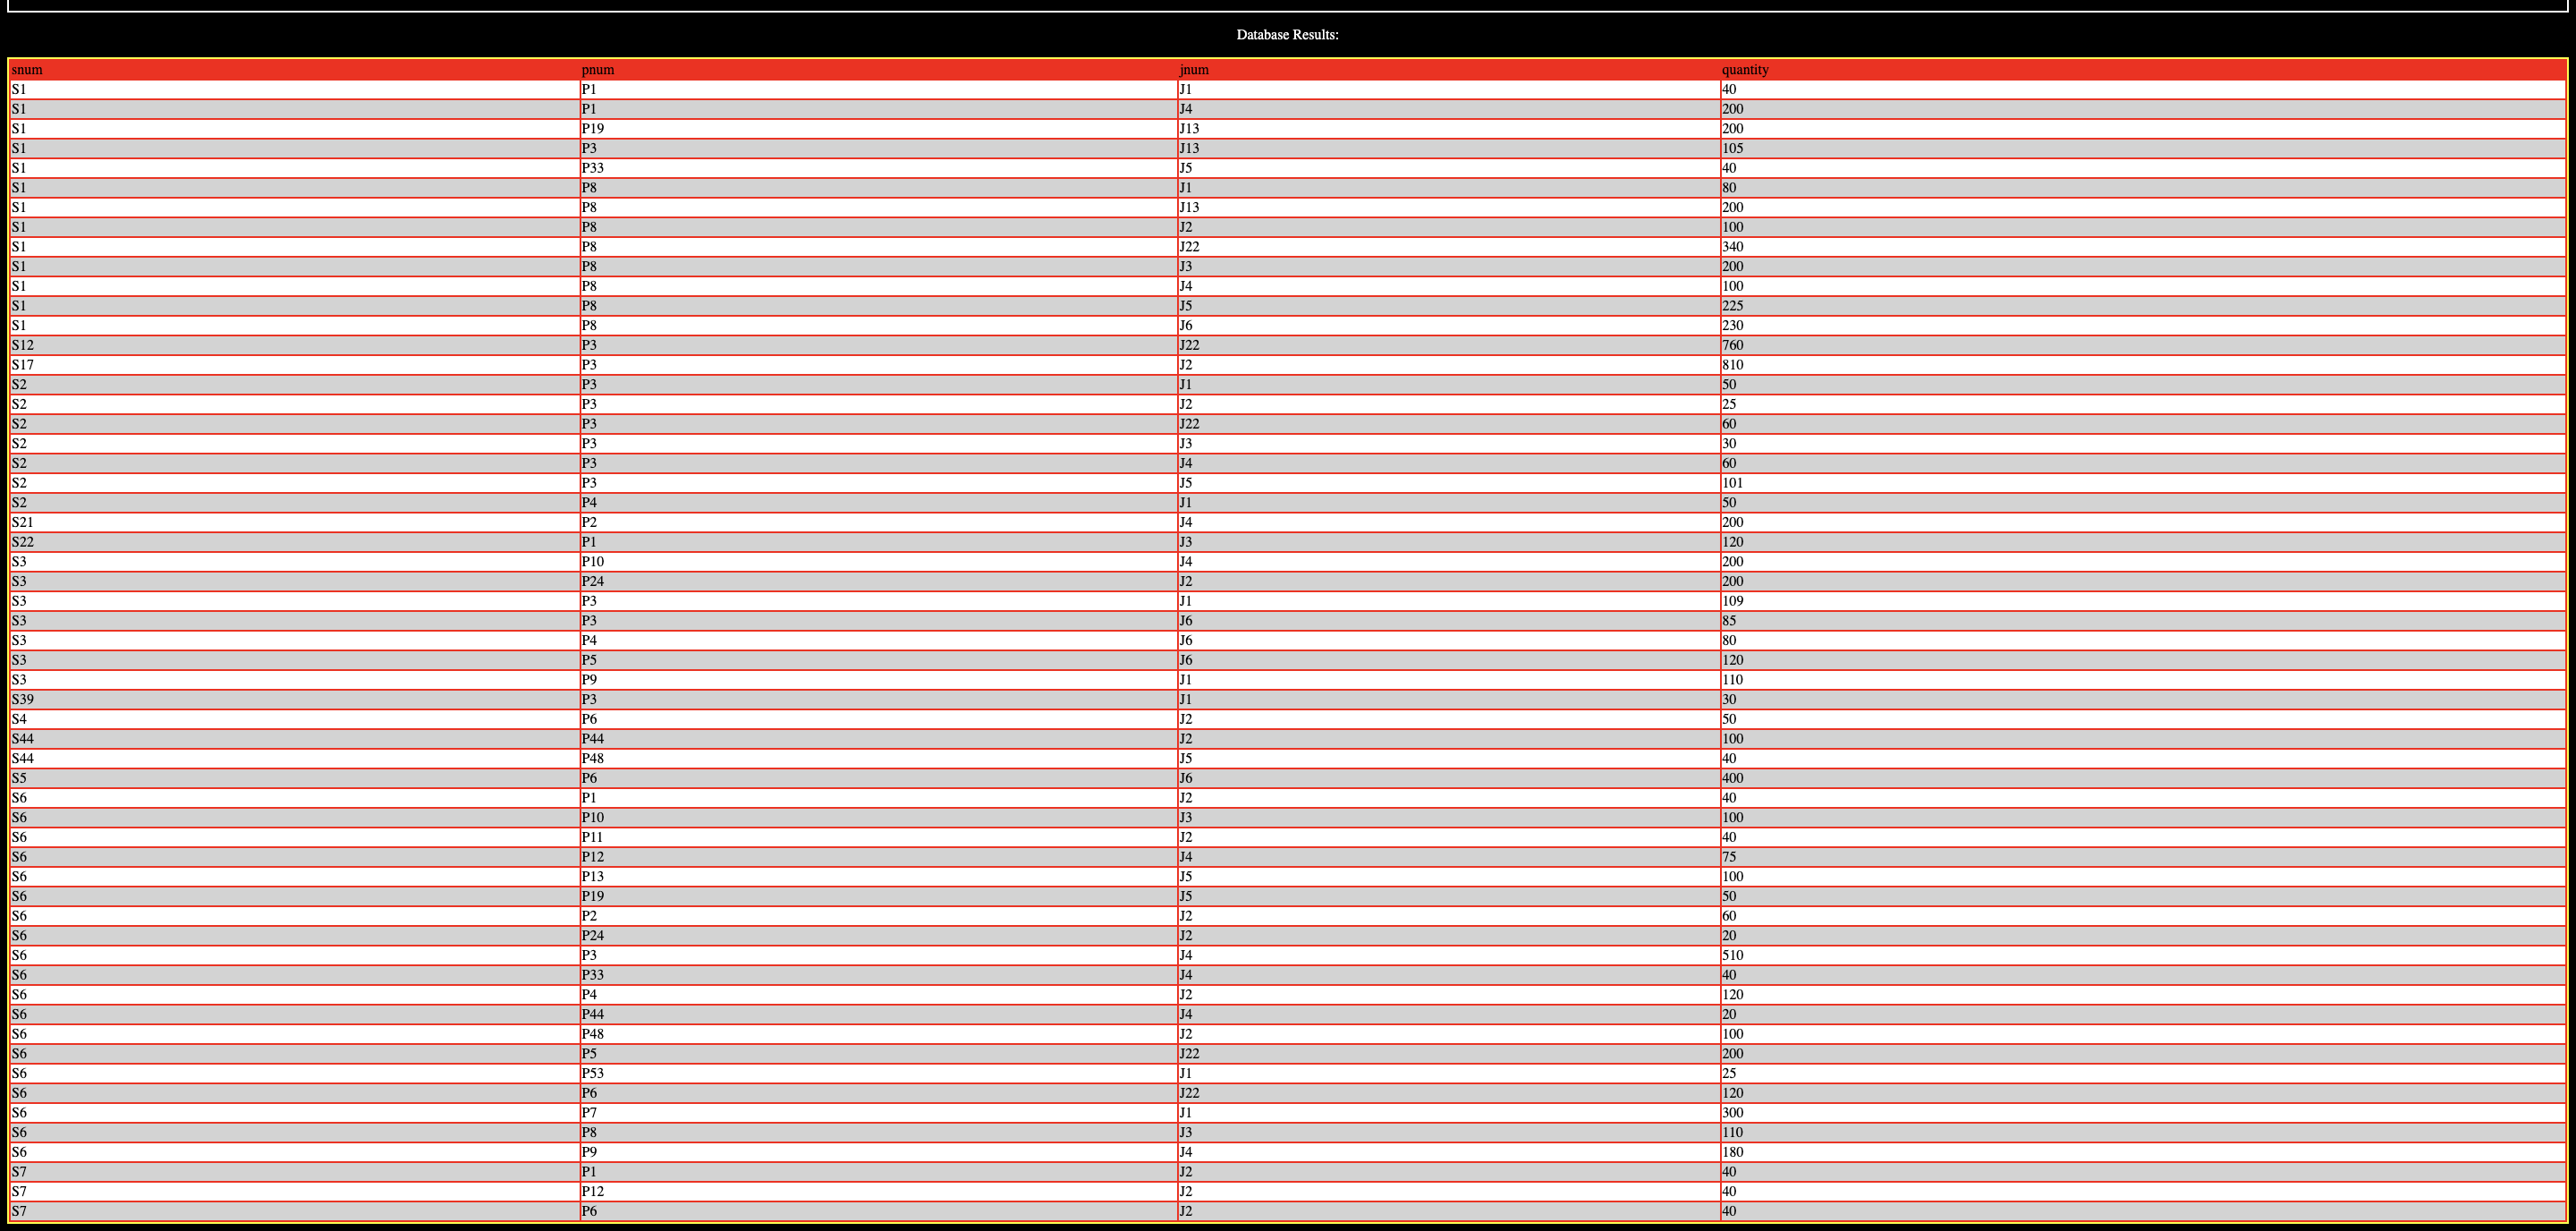 Database Results:
snum pnum jnum quantity
S1 P1 J1 40
S1 P1 J4 200
S1 P19 J13 200
S1 P3 J13 105
S1 P33 J5 40
S1 P8 J1 80
S1 P8 J13 200
S1 P8 J2 100
S1 P8 J22 340
S1 P8 J3 200
S1 P8 J4 100
S1 P8 J5 225
S1 P8 J6 230
S12 P3 J22 760
S17 P3 J2 810
S2 P3 J1 50
S2 P3 J2 25
S2 P3 J22 60
S2 P3 J3 30
S2 P3 J4 60
S2 P3 J5 101
S2 P4 J1 50
S21 P2 J4 200
S22 P1 J3 120
S3 P10 J4 200
S3 P24 J2 200
S3 P3 J1 109
S3 P3 J6 85
S3 P4 J6 80
S3 P5 J6 120
S3 P9 J1 110
S39 P3 J1 30
S4 P6 J2 50
S44 P44 J2 100
S44 P48 J5 40
S5 P6 J6 400
S6 P1 J2 40
S6 P10 J3 100
S6 P11 J2 40
S6 P12 J4 75
S6 P13 J5 100
S6 P19 J5 50
S6 P2 J2 60
S6 P24 J2 20
S6 P3 J4 510
S6 P33 J4 40
S6 P4 J2 120
S6 P44 J4 20
S6 P48 J2 100
S6 P5 J22 200
S6 P53 J1 25
S6 P6 J22 120
S6 P7 J1 300
S6 P8 J3 110
S6 P9 J4 180
S7 P1 J2 40
S7 P12 J2 40
S7 P6 J2 40